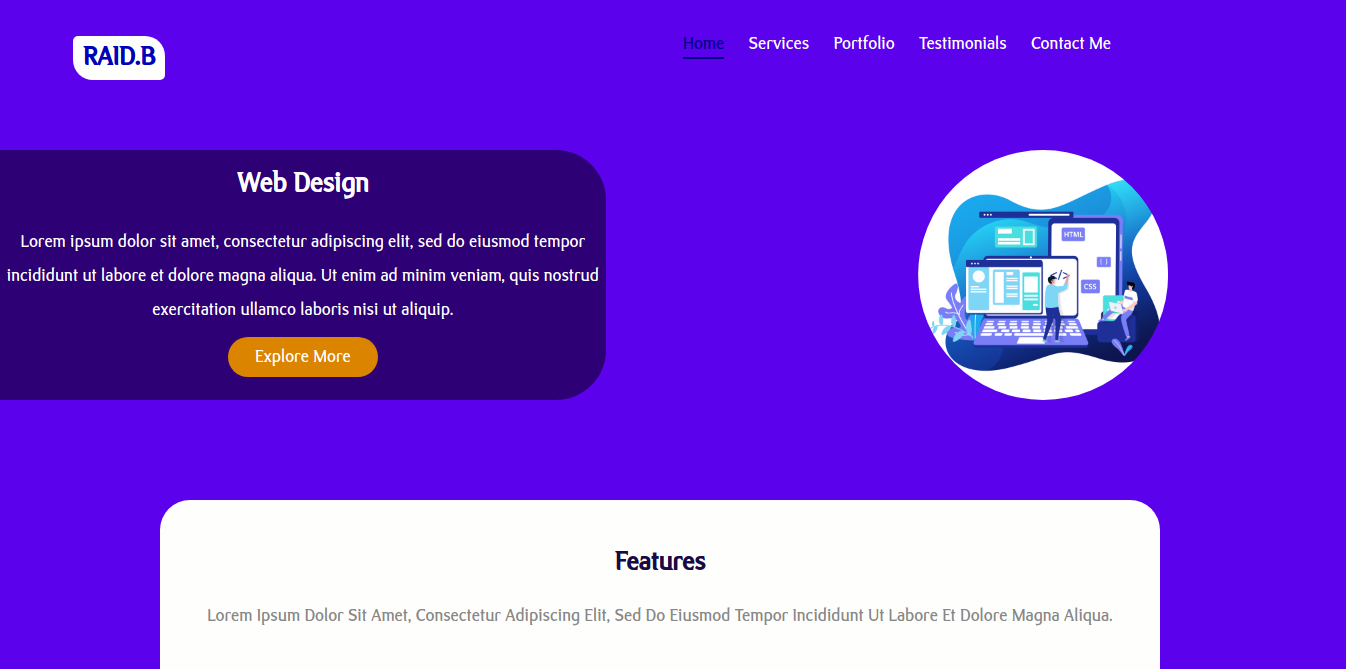 RAID.B
Home Services Portfolio Testimonials Contact Me
Web Design
Lorem ipsum dolor sit amet, consectetur adipiscing elit, sed do eiusmod tempor
incididunt ut labore et dolore magna aliqua. Ut enim ad minim veniam, quis nostrud
exercitation ullamco laboris nisi ut aliquip.
Explore More
HTML
{ }
</>
CSS
Features
Lorem Ipsum Dolor Sit Amet, Consectetur Adipiscing Elit, Sed Do Eiusmod Tempor Incididunt Ut Labore Et Dolore Magna Aliqua.